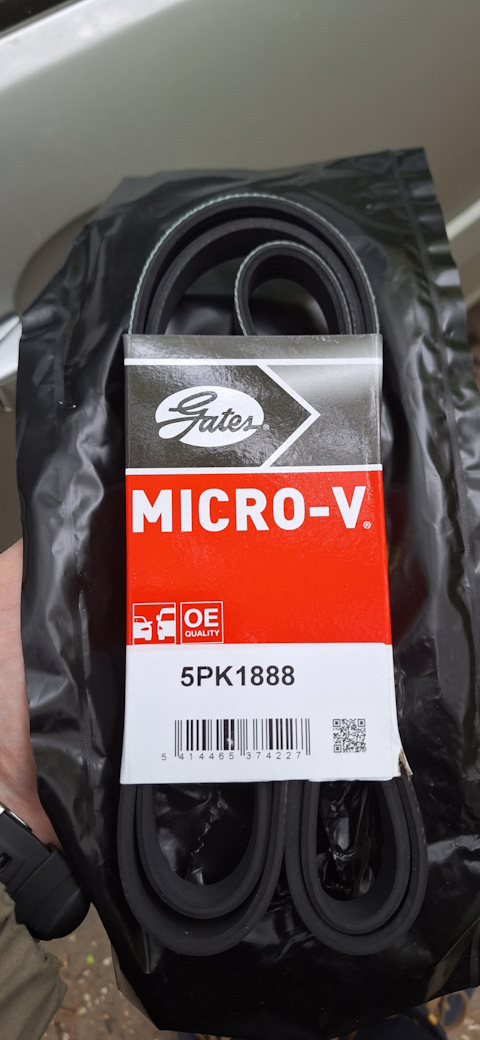 Gates®
MICRO-V®
OE
QUALITY
5PK1888
5 414465 374227